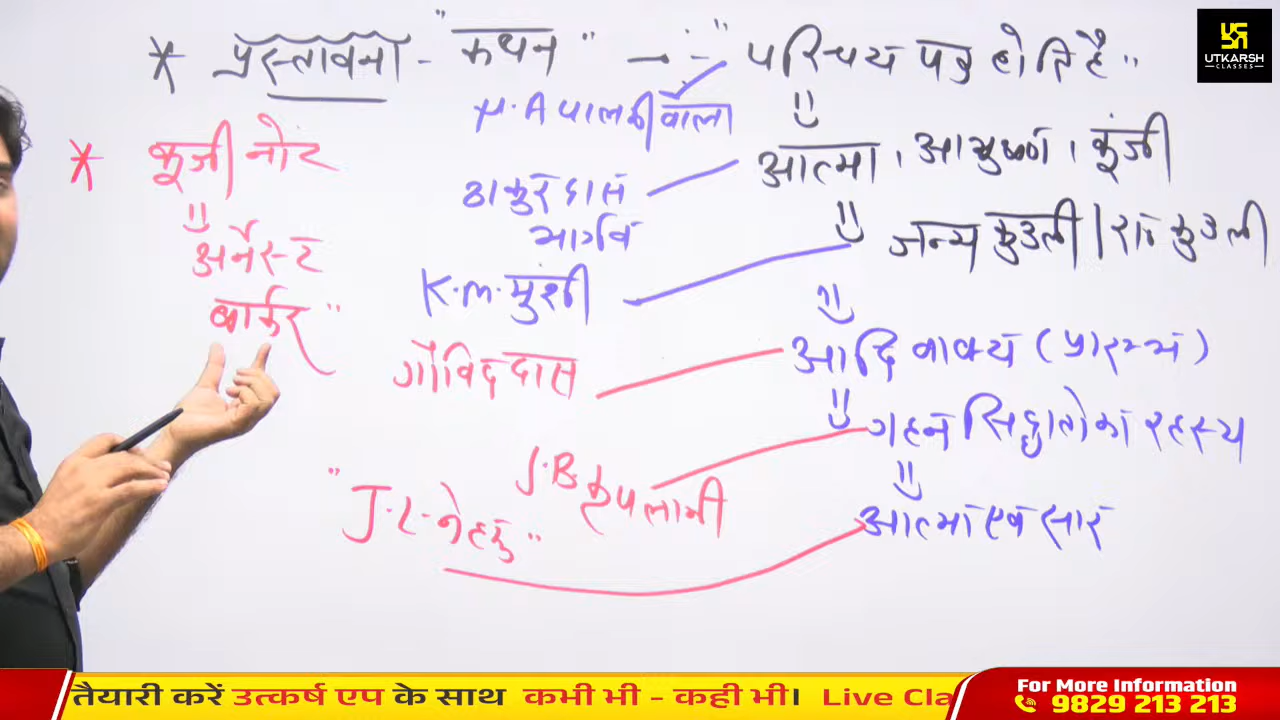 * प्रस्तावना - "कथन" → :- "परिचय पत्र होति है"
UTKARSH
CLASSES
N. A पालकीवाला
* कूंजी नोट
आत्मा, आभुषण, कुंजी
ठाकुर दास
भार्गव
जन्म कुंडली | राज कुंडली
अर्नेस्ट
बार्कर"
K.M. मुंशी
आदि वाक्य (प्रारम्भ)
गोविंद दास
गहन सिद्धातो का रहस्य
J.B. कृपलानी
"J.L. नेहरु"
आत्मा एवं सार
तैयारी करें उत्कर्ष एप के साथ कभी भी - कही भी। Live Cla
For More Information
9829 213 213